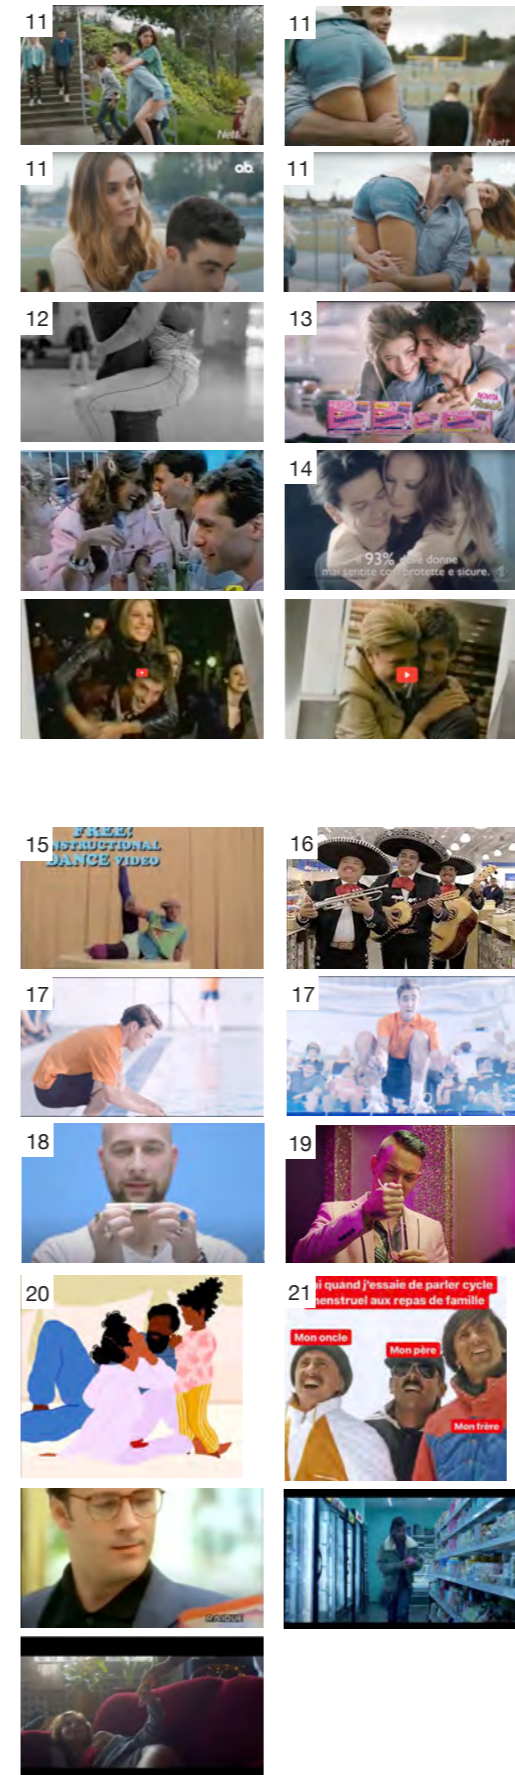 11
11
Nett
Nett
11
11
o.b.
12
13
NOVITÀ
14
il 93% delle donne
mai sentite così protette e sicure.
15
16
FREE!
INSTRUCTIONAL
DANCE VIDEO
17
17
18
19
20
21
i quand j'essaie de parler cycle
menstruel aux repas de famille
Mon oncle
Mon père
Mon frère